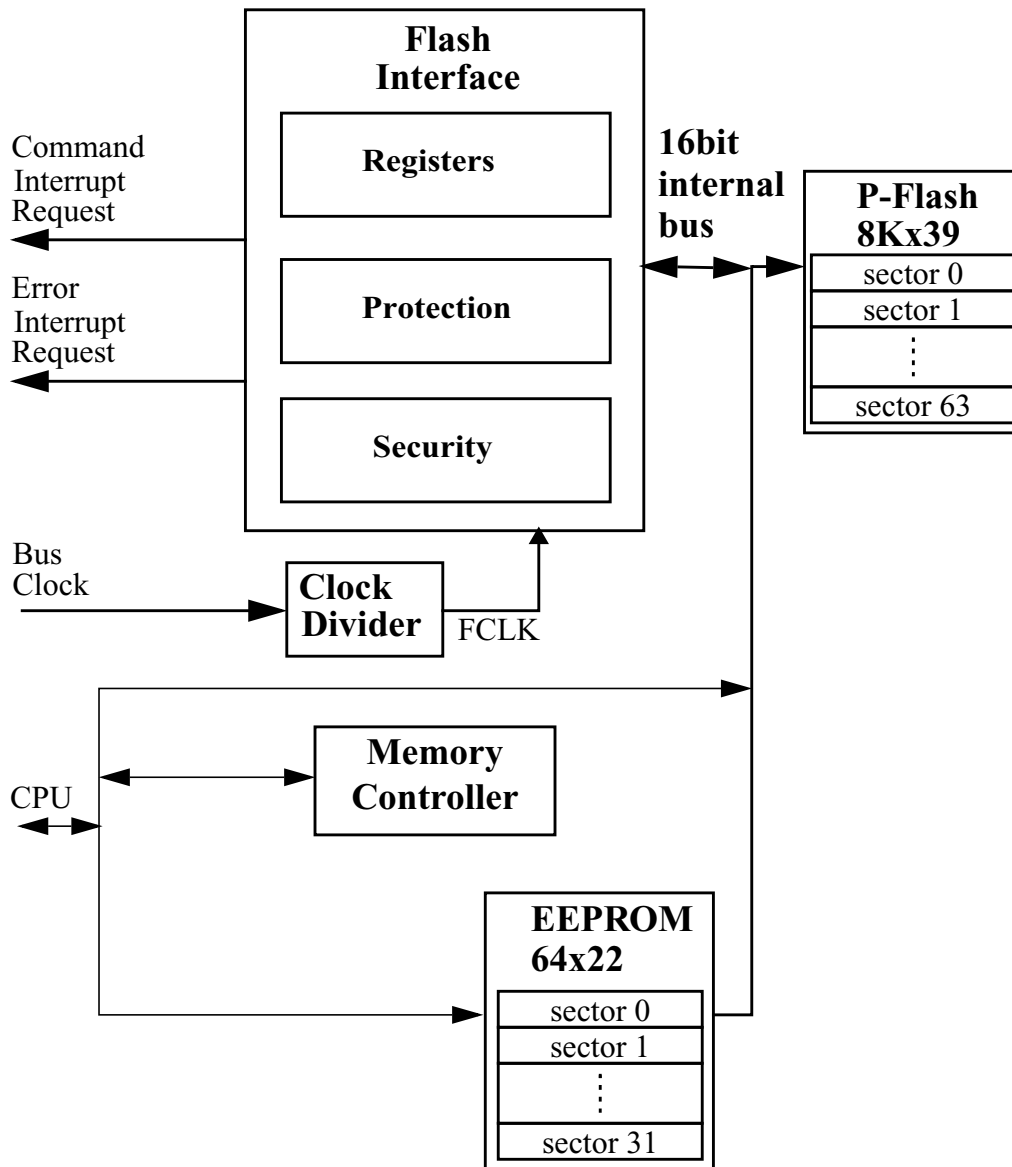 Flash
Interface
Registers
Protection
Security
Command
Interrupt
Request
Error
Interrupt
Request
16bit
internal
bus
P-Flash
8Kx39
sector 0
sector 1
sector 63
Bus
Clock
Clock
Divider
FCLK
Memory
Controller
CPU
EEPROM
64x22
sector 0
sector 1
sector 31